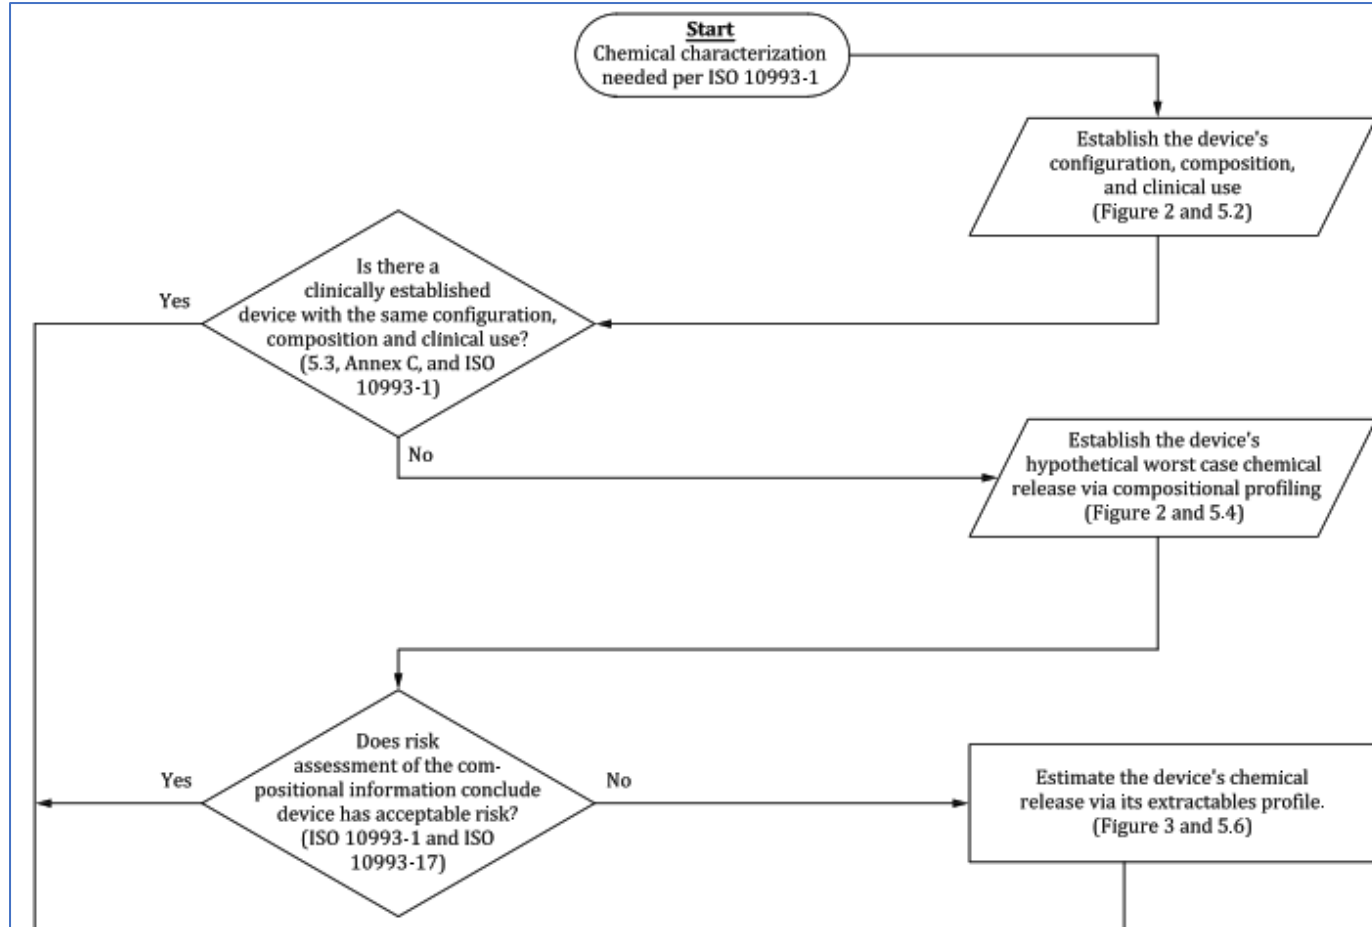 Start
Chemical characterization
needed per ISO 10993-1
Establish the device's
configuration, composition,
and clinical use
(Figure 2 and 5.2)
Is there a
clinically established
device with the same configuration,
composition and clinical use?
(5.3, Annex C, and ISO
10993-1)
Yes
No
Establish the device's
hypothetical worst case chemical
release via compositional profiling
(Figure 2 and 5.4)
Does risk
assessment of the com-
positional information conclude
device has acceptable risk?
(ISO 10993-1 and ISO
10993-17)
Yes
No
Estimate the device's chemical
release via its extractables profile.
(Figure 3 and 5.6)